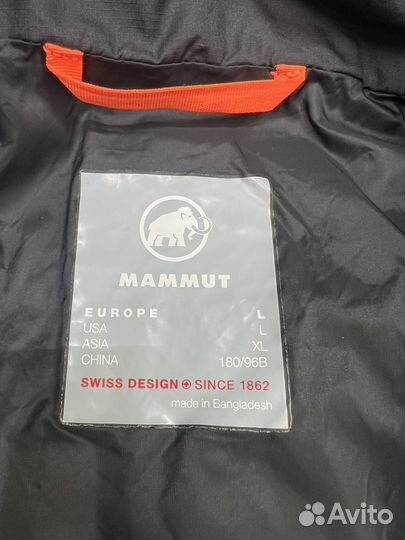 MAMMUT
EUROPE L
USA L
ASIA XL
CHINA 180/96B
SWISS DESIGN SINCE 1862
made in Bangladesh
Avito